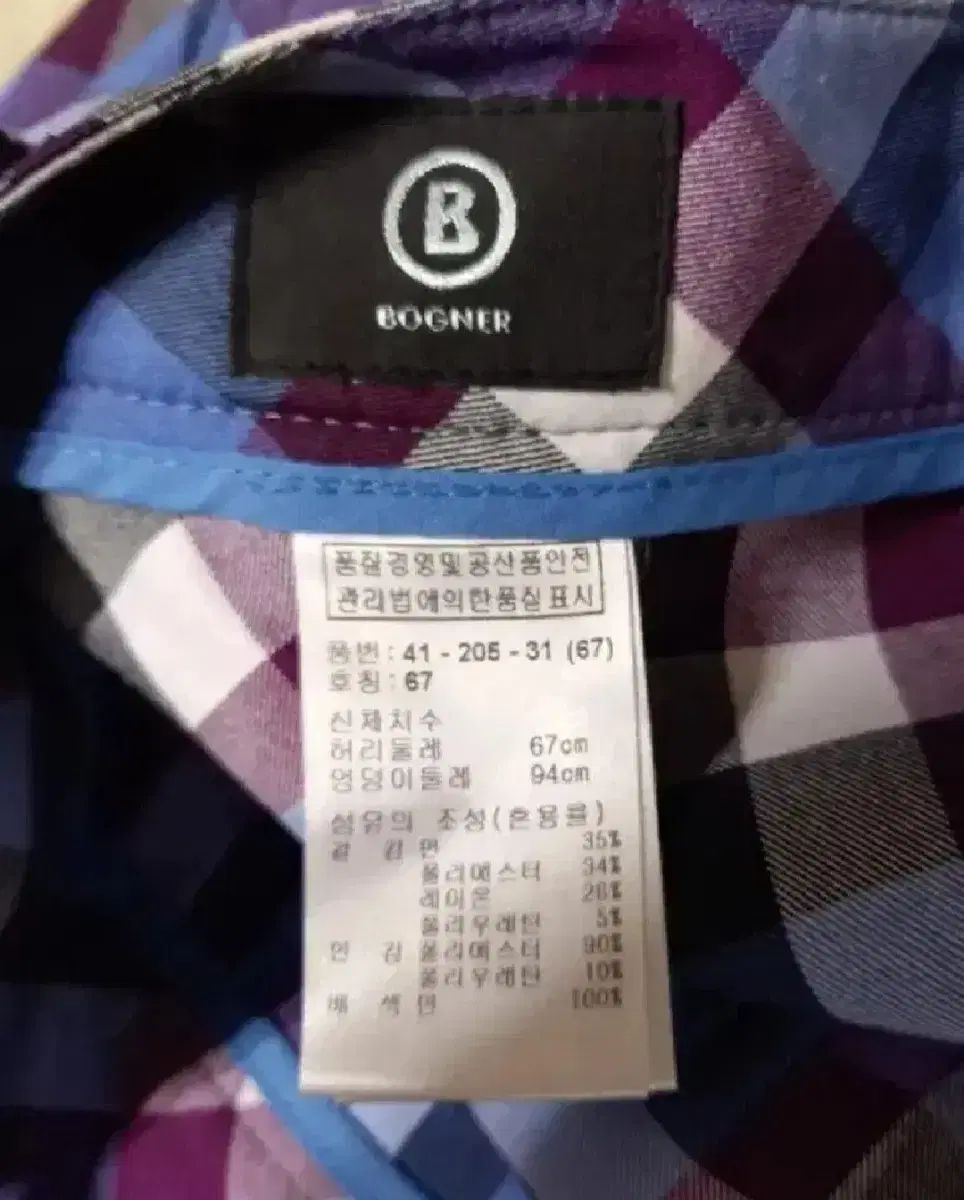 B
BOGNER
품질경영및공산품안전
관리법에의한품질표시
품번 : 41 - 205 - 31 (67)
호칭 : 67
신체치수
허리둘레 67cm
엉덩이둘레 94cm
섬유의 조성(혼용율)
겉 감 면 35%
폴리에스터 34%
레이온 26%
폴리우레탄 5%
안 감 폴리에스터 90%
폴리우레탄 10%
배 색 면 100%